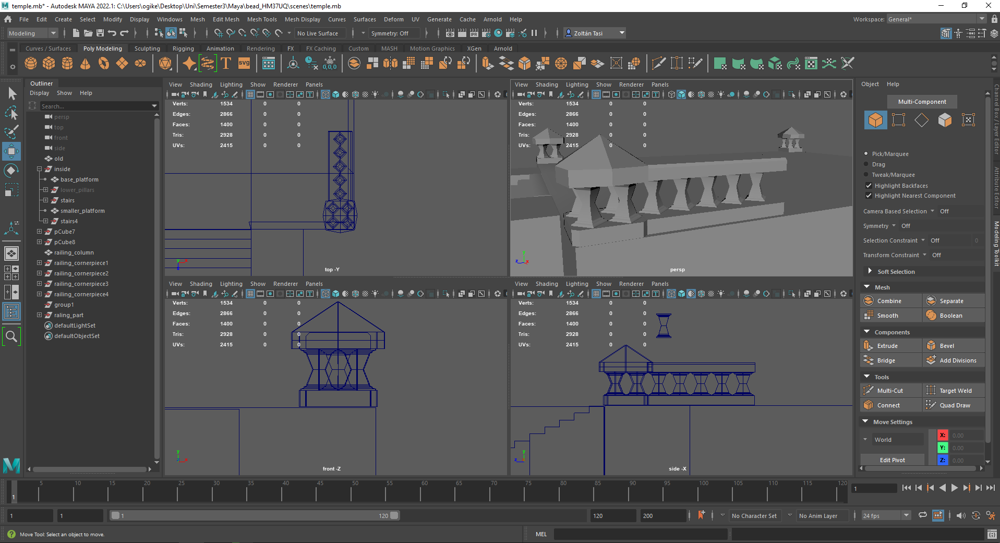 temple.mb* - Autodesk MAYA 2022.1: C:\Users\ogike\Desktop\Uni\Semester3\Maya\bead_HM37UQ\scenes\temple.mb
File Edit Create Select Modify Display Windows Mesh Edit Mesh Mesh Tools Mesh Display Curves Surfaces Deform UV Generate Cache Arnold Help
Workspace: General*
Modeling
No Live Surface
Symmetry: Off
IPR
Zoltán Tasi
Curves / Surfaces Poly Modeling Sculpting Rigging Animation Rendering FX FX Caching Custom MASH Motion Graphics XGen Arnold
T
SVG
0,0,0
Outliner
Display Show Help
Search...
persp
top
front
side
old
inside
base_platform
lower_pillars
stairs
smaller_platform
stairs4
pCube7
pCube8
railing_column
railing_cornerpiece1
railing_cornerpiece2
railing_cornerpiece3
railing_cornerpiece4
group1
raling_part
defaultLightSet
defaultObjectSet
View Shading Lighting Show Renderer Panels
Verts: 1534 0 0
Edges: 2866 0 0
Faces: 1400 0 0
Tris: 2928 0 0
UVs: 2415 0 0
top -Y
View Shading Lighting Show Renderer Panels
Verts: 1534 0 0
Edges: 2866 0 0
Faces: 1400 0 0
Tris: 2928 0 0
UVs: 2415 0 0
persp
View Shading Lighting Show Renderer Panels
Verts: 1534 0 0
Edges: 2866 0 0
Faces: 1400 0 0
Tris: 2928 0 0
UVs: 2415 0 0
front -Z
View Shading Lighting Show Renderer Panels
Verts: 1534 0 0
Edges: 2866 0 0
Faces: 1400 0 0
Tris: 2928 0 0
UVs: 2415 0 0
side -X
Object Help
Multi-Component
Pick/Marquee
Drag
Tweak/Marquee
Highlight Backfaces
Highlight Nearest Component
Camera Based Selection Off
Symmetry Off
Selection Constraint Off 0
Transform Constraint Off
Soft Selection
Mesh
Combine Separate
Smooth Boolean
Components
Extrude Bevel
Bridge Add Divisions
Tools
Multi-Cut Target Weld
Connect Quad Draw
Move Settings
World
X: 0.00
Y: 0.00
Z: 0.00
Edit Pivot
Channel Box / Layer Editor
Attribute Editor
Modeling Toolkit
5 10 15 20 25 30 35 40 45 50 55 60 65 70 75 80 85 90 95 100 105 110 115 120
1
1
1 1 1 120 120 200
No Character Set
No Anim Layer
24 fps
Move Tool: Select an object to move.
MEL